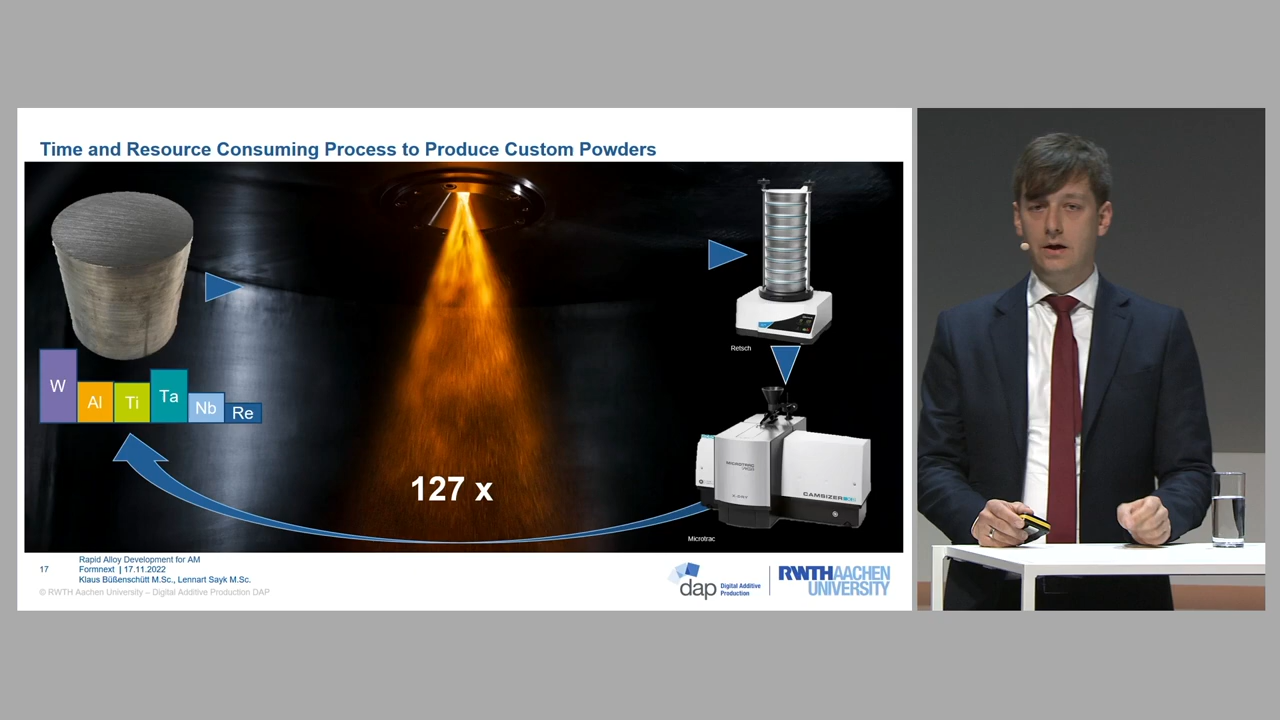 Time and Resource Consuming Process to Produce Custom Powders
W
Al
Ti
Ta
Nb
Re
127 x
Retsch
MICROTRAC
CAMSIZER
Microtrac
17
Rapid Alloy Development for AM
Formnext | 17.11.2022
Klaus Büßenschütt M.Sc., Lennart Sayk M.Sc.
© RWTH Aachen University – Digital Additive Production DAP
dap
Digital Additive
Production
RWTH AACHEN
UNIVERSITY